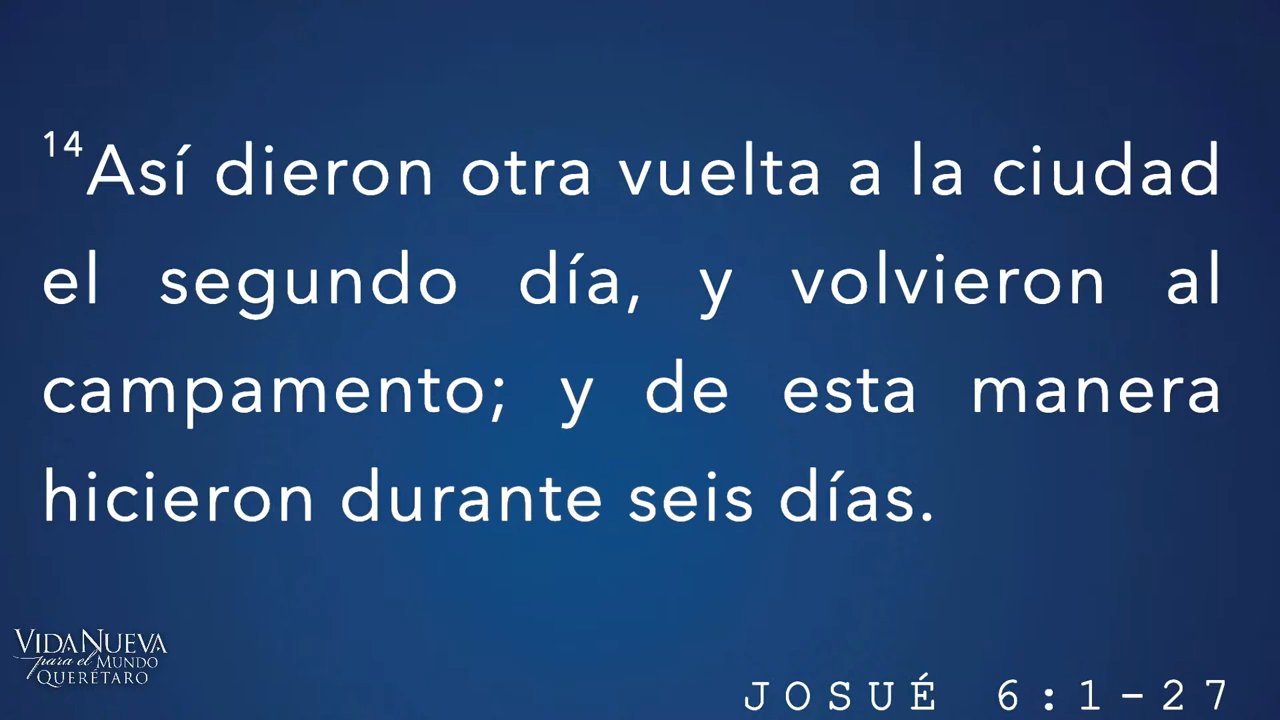 14Así dieron otra vuelta a la ciudad
el segundo día, y volvieron al
campamento; y de esta manera
hicieron durante seis días.
VIDA NUEVA
para el MUNDO
QUERÉTARO
JOSUÉ 6:1-27